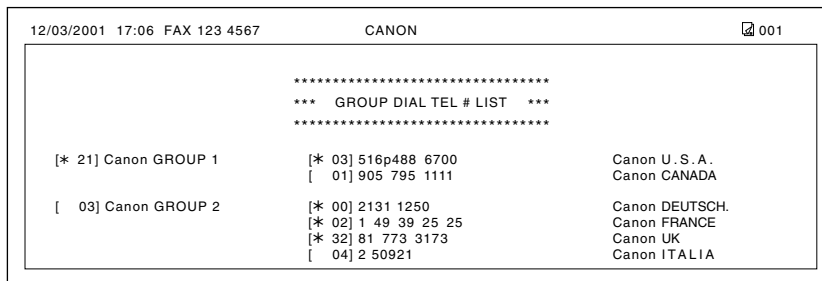 12/03/2001 17:06 FAX 123 4567 CANON 001
*********************************
*** GROUP DIAL TEL # LIST ***
*********************************
[* 21] Canon GROUP 1 [* 03] 516p488 6700 Canon U.S.A.
[ 01] 905 795 1111 Canon CANADA
[ 03] Canon GROUP 2 [* 00] 2131 1250 Canon DEUTSCH.
[* 02] 1 49 39 25 25 Canon FRANCE
[* 32] 81 773 3173 Canon UK
[ 04] 2 50921 Canon ITALIA